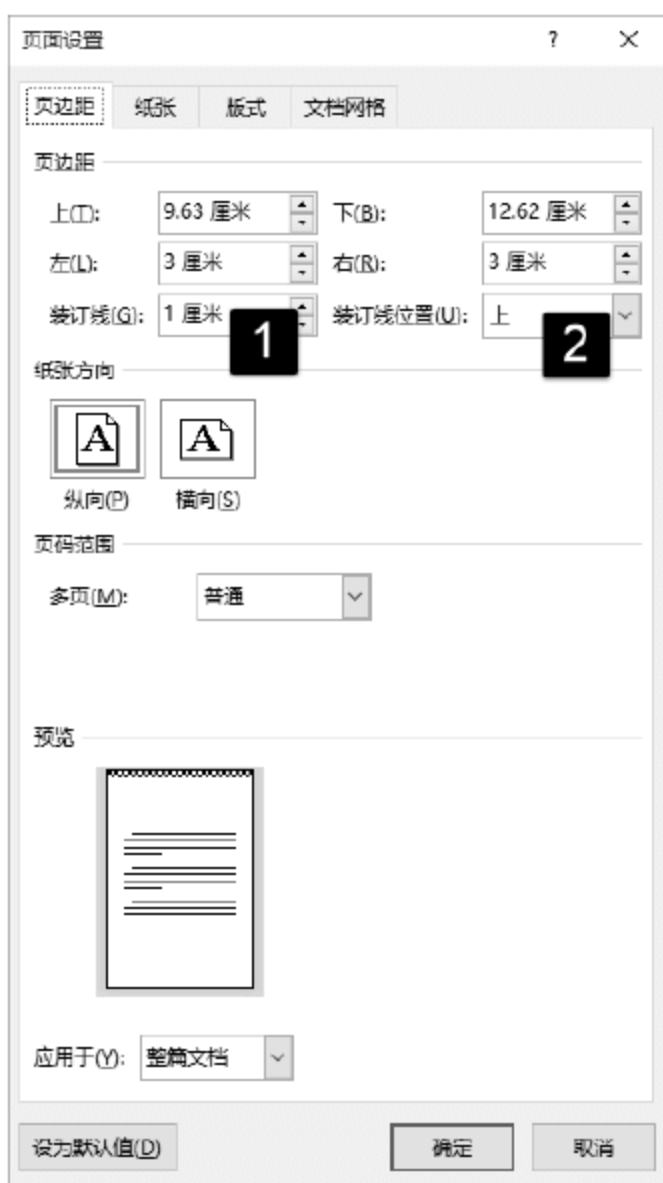 页面设置 ? ×
页边距 纸张 版式 文档网格
页边距
上(T): 9.63 厘米 下(B): 12.62 厘米
左(L): 3 厘米 右(R): 3 厘米
装订线(G): 1 厘米 装订线位置(U): 上
1 2
纸张方向
A A
纵向(P) 横向(S)
页码范围
多页(M): 普通
预览
应用于(Y): 整篇文档
设为默认值(D) 确定 取消